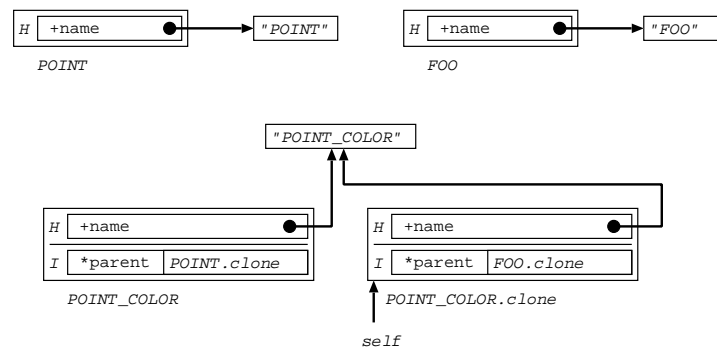 H +name "POINT" H +name "FOO"
POINT FOO
"POINT_COLOR"
H +name H +name
I *parent POINT.clone I *parent FOO.clone
POINT_COLOR POINT_COLOR.clone
self